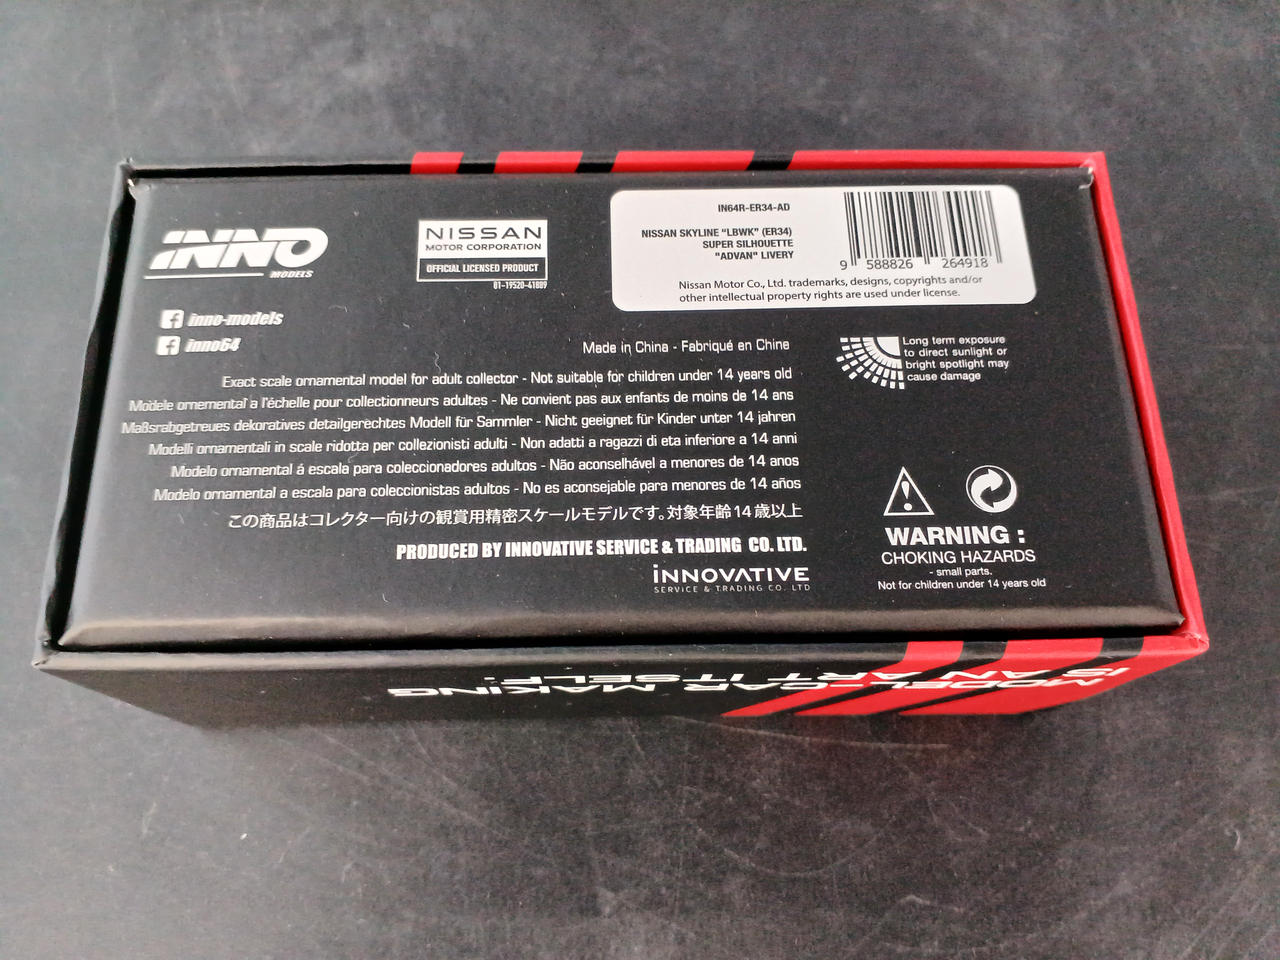 INNO
MODELS
inno-models
inno64
NISSAN
MOTOR CORPORATION
OFFICIAL LICENSED PRODUCT
01-19520-41889
IN64R-ER34-AD
NISSAN SKYLINE "LBWK" (ER34)
SUPER SILHOUETTE
"ADVAN" LIVERY
9 588826 264918
Nissan Motor Co., Ltd. trademarks, designs, copyrights and/or
other intellectual property rights are used under license.
Made in China - Fabriqué en Chine
Long term exposure
to direct sunlight or
bright spotlight may
cause damage
Exact scale ornamental model for adult collector - Not suitable for children under 14 years old
Modele ornemental a l'échelle pour collectionneurs adultes - Ne convient pas aux enfants de moins de 14 ans
Maßsrabgetreues dekoratives detailgerechtes Modell für Sammler - Nicht geeignet für Kinder unter 14 jahren
Modelli ornamentali in scale ridotta per collezionisti adulti - Non adatti a ragazzi di eta inferiore a 14 anni
Modelo ornamental á escala para coleccionadores adultos - Não aconselhável a menores de 14 anos
Modelo ornamental a escala para coleccionistas adultos - No es aconsejable para menores de 14 años
この商品はコレクター向けの観賞用精密スケールモデルです。対象年齢14歳以上
PRODUCED BY INNOVATIVE SERVICE & TRADING CO. LTD.
INNOVATIVE
SERVICE & TRADING CO. LTD
WARNING :
CHOKING HAZARDS
- small parts.
Not for children under 14 years old
MODEL-CAR MAKING
IS AN ART ITSELF.